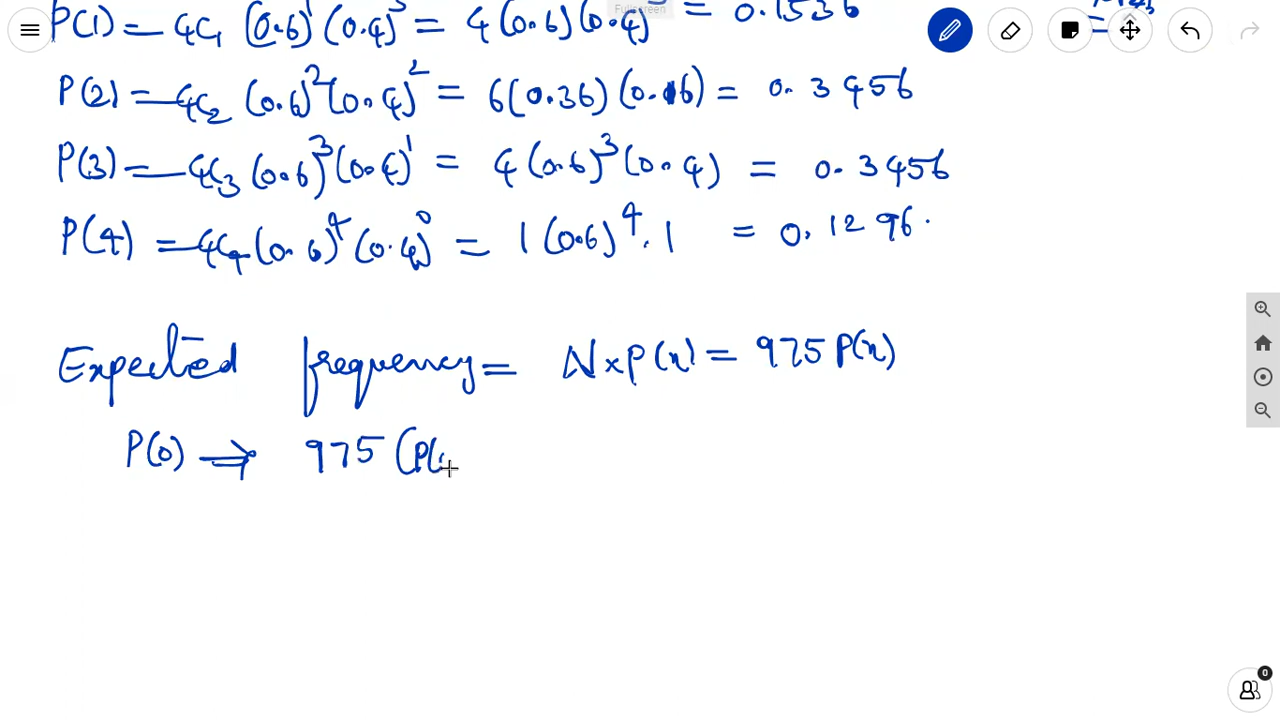 Fullscreen
P(1) = 4C₁ (0.6)¹ (0.4)³ = 4(0.6)(0.4)³ = 0.1536
P(2) = 4C₂ (0.6)² (0.4)² = 6(0.36)(0.16) = 0.3456
P(3) = 4C₃ (0.6)³ (0.4)¹ = 4(0.6)³(0.4) = 0.3456
P(4) = 4C₄ (0.6)⁴ (0.4)⁰ = 1(0.6)⁴.1 = 0.1296.
Expected frequency = N×P(x) = 975 P(x)
P(0) ⇒ 975 (P(
0